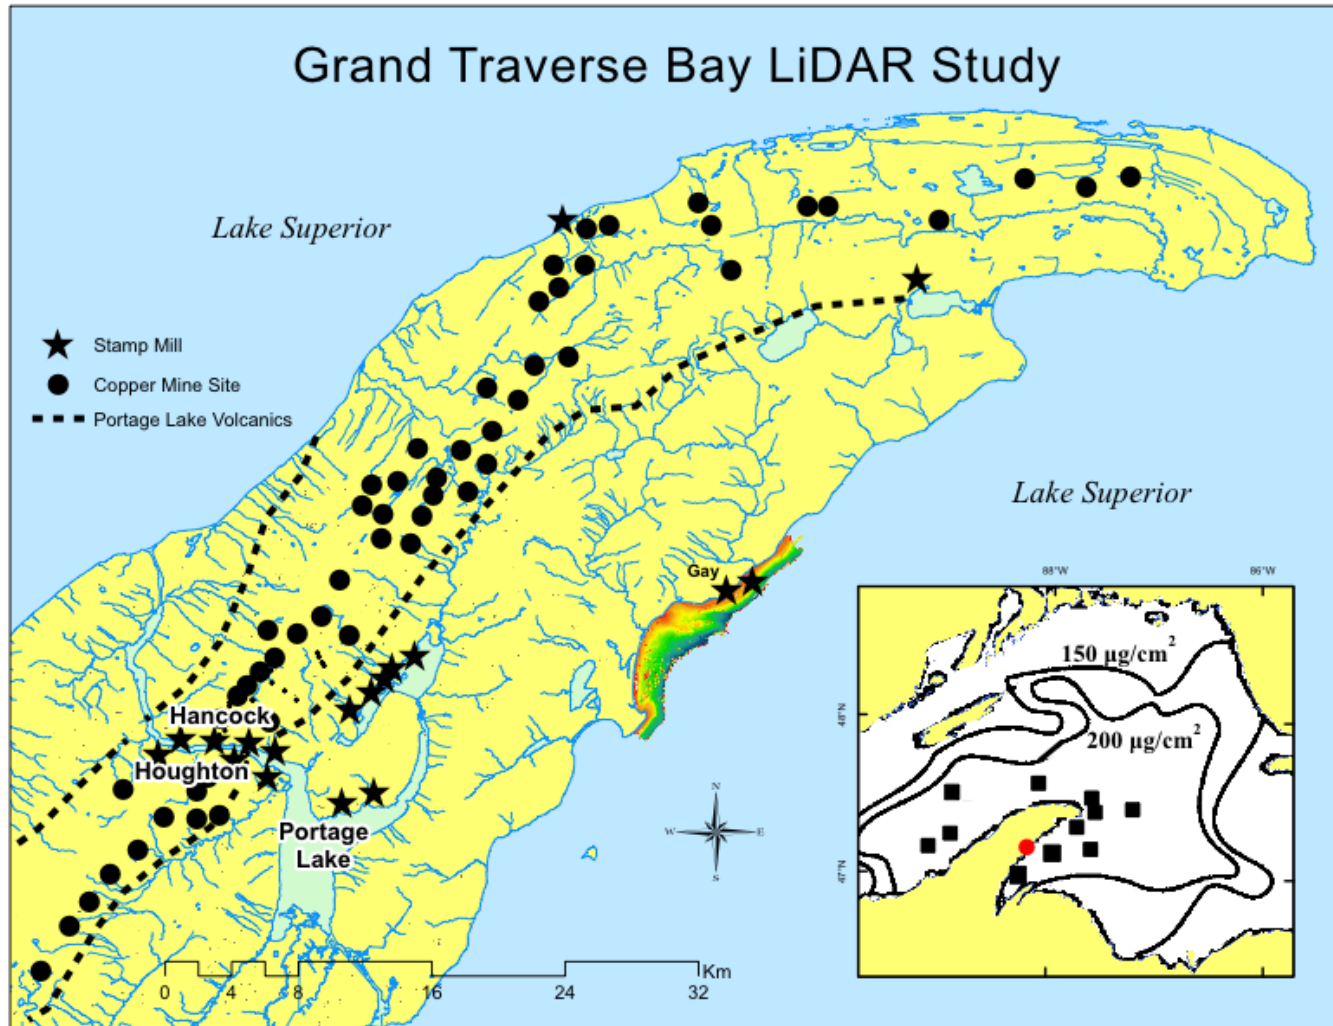 Grand Traverse Bay LiDAR Study
Lake Superior
Stamp Mill
Copper Mine Site
Portage Lake Volcanics
Lake Superior
Gay
88°W
86°W
150 µg/cm²
48°N
200 µg/cm²
47°N
Hancock
Houghton
Portage
Lake
N
W
E
S
Km
0 4 8 16 24 32